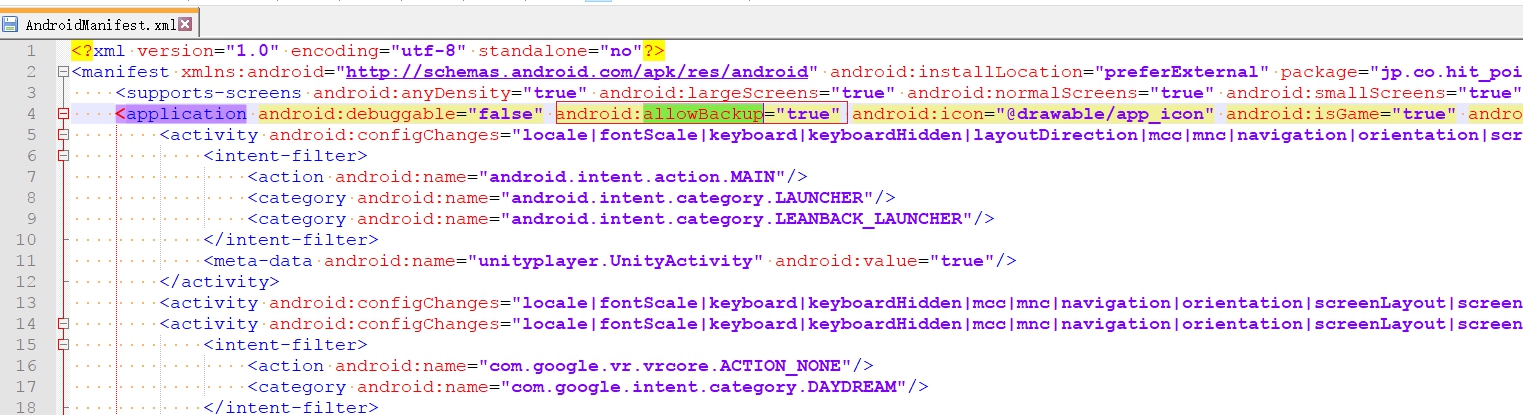 AndroidManifest.xml
1 <?xml version="1.0" encoding="utf-8" standalone="no"?>
2 <manifest xmlns:android="http://schemas.android.com/apk/res/android" android:installLocation="preferExternal" package="jp.co.hit_poi
3 <supports-screens android:anyDensity="true" android:largeScreens="true" android:normalScreens="true" android:smallScreens="true"
4 <application android:debuggable="false" android:allowBackup="true" android:icon="@drawable/app_icon" android:isGame="true" andro
5 <activity android:configChanges="locale|fontScale|keyboard|keyboardHidden|layoutDirection|mcc|mnc|navigation|orientation|scr
6 <intent-filter>
7 <action android:name="android.intent.action.MAIN"/>
8 <category android:name="android.intent.category.LAUNCHER"/>
9 <category android:name="android.intent.category.LEANBACK_LAUNCHER"/>
10 </intent-filter>
11 <meta-data android:name="unityplayer.UnityActivity" android:value="true"/>
12 </activity>
13 <activity android:configChanges="locale|fontScale|keyboard|keyboardHidden|mcc|mnc|navigation|orientation|screenLayout|screen
14 <activity android:configChanges="locale|fontScale|keyboard|keyboardHidden|mcc|mnc|navigation|orientation|screenLayout|screen
15 <intent-filter>
16 <action android:name="com.google.vr.vrcore.ACTION_NONE"/>
17 <category android:name="com.google.intent.category.DAYDREAM"/>
18 </intent-filter>